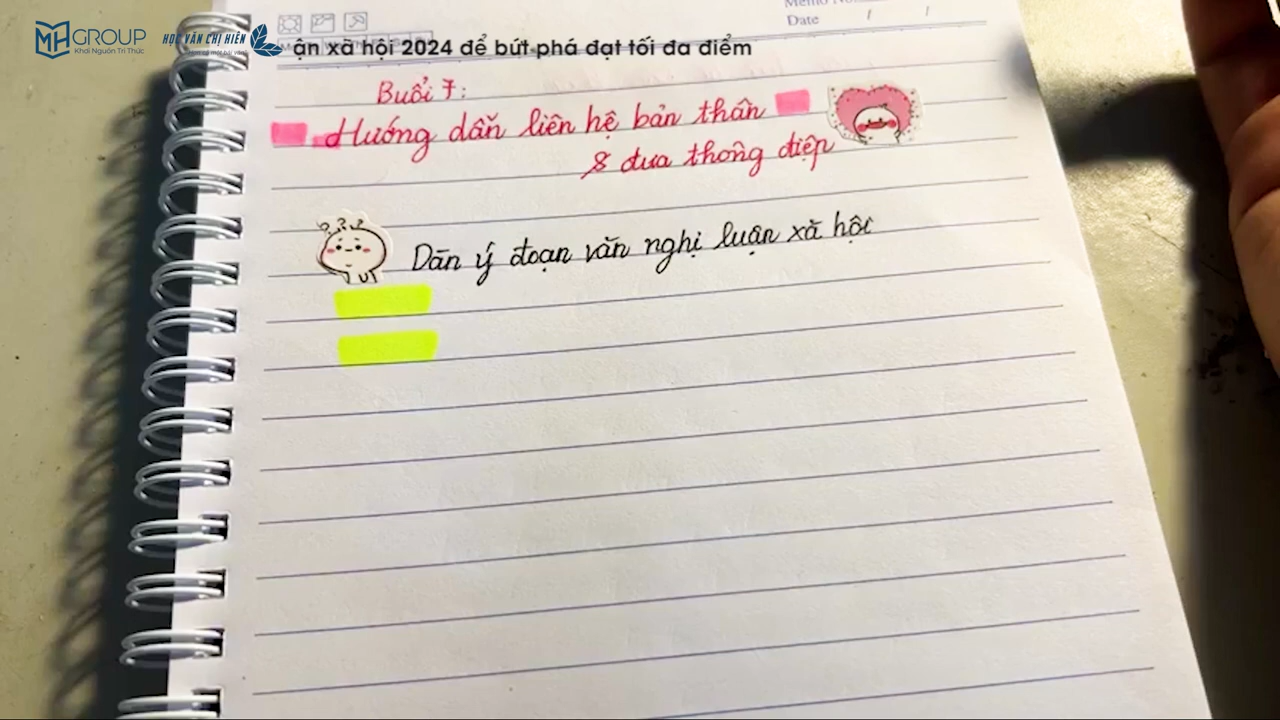 MH GROUP
Khơi Nguồn Tri Thức
HỌC VĂN CHỊ HIÊN
ận xã hội 2024 để bứt phá đạt tối đa điểm
Date / /
Buổi 7:
Hướng dẫn liên hệ bản thân
& đưa thông điệp
Dàn ý đoạn văn nghị luận xã hội